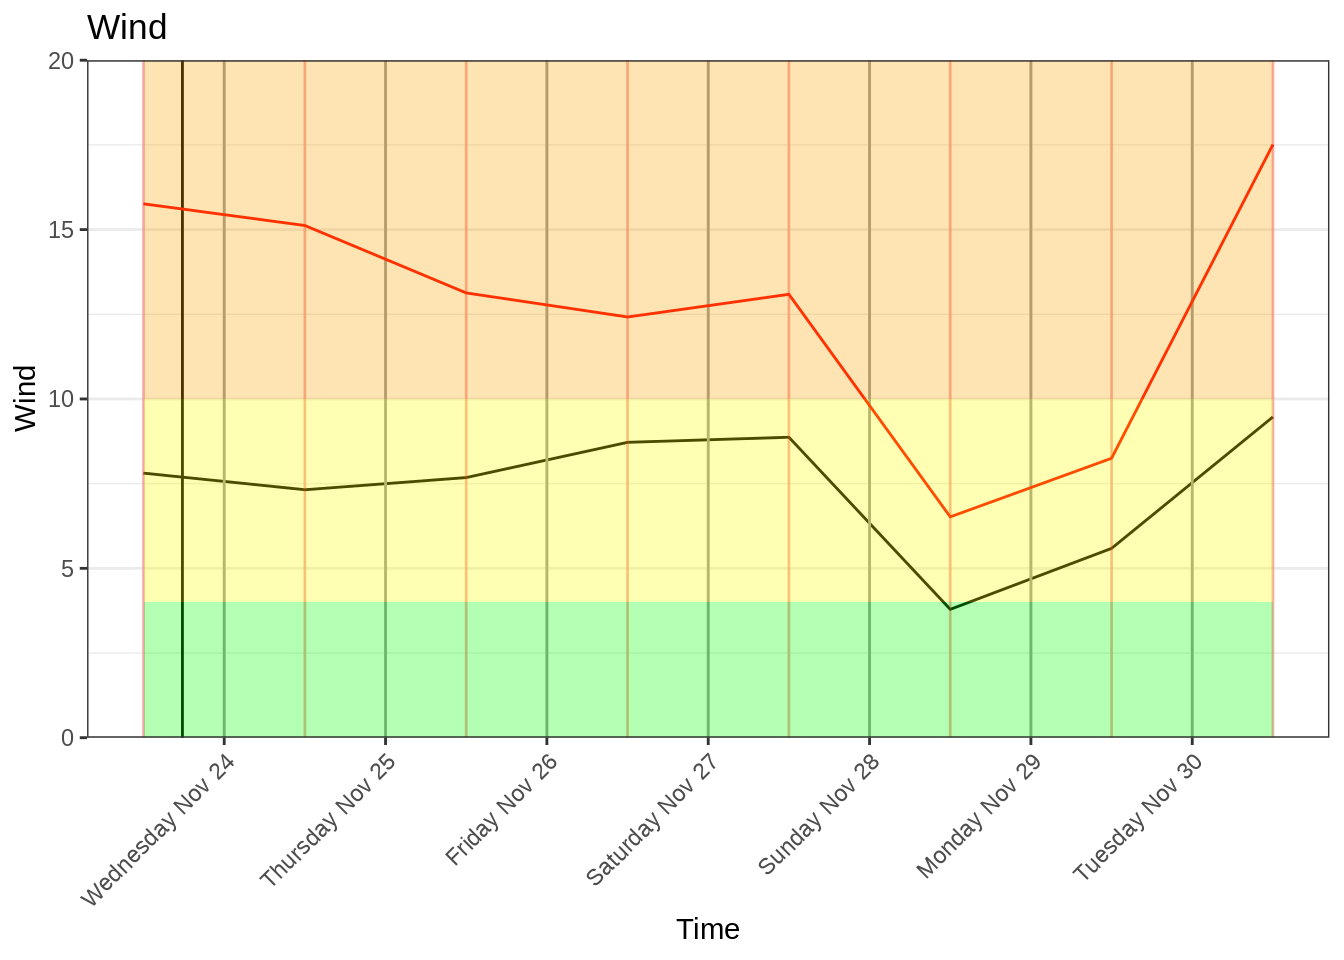 Wind
20
15
10
5
0
Wind
Wednesday Nov 24
Thursday Nov 25
Friday Nov 26
Saturday Nov 27
Sunday Nov 28
Monday Nov 29
Tuesday Nov 30
Time